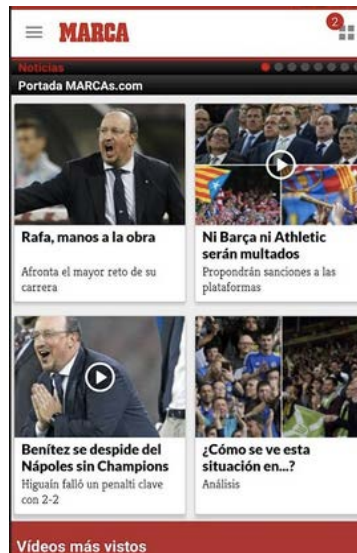 MARCA
2
Noticias
Portada MARCAs.com
Rafa, manos a la obra
Afronta el mayor reto de su
carrera
Ni Barça ni Athletic
serán multados
Propondrán sanciones a las
plataformas
Benítez se despide del
Nápoles sin Champions
Higuaín falló un penalti clave
con 2-2
¿Cómo se ve esta
situación en...?
Análisis
Vídeos más vistos